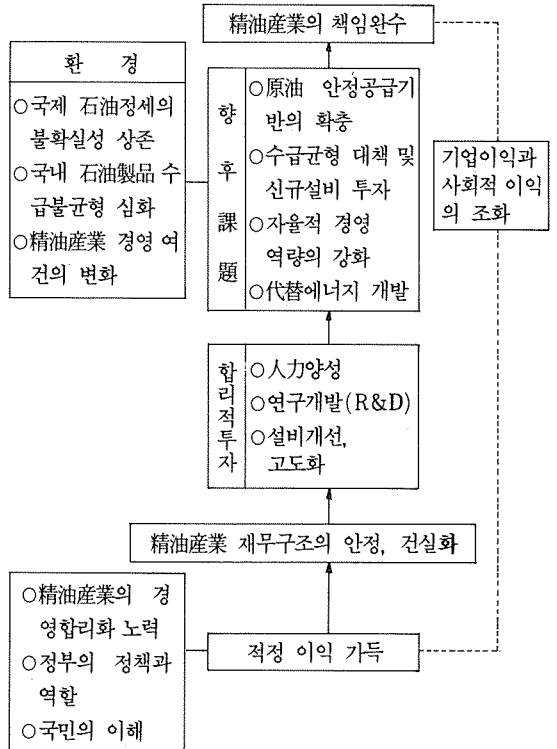 精油産業의 책임완수
환 경
○국제 石油정세의
불확실성 상존
○국내 石油製品 수
급불균형 심화
○精油産業 경영 여
건의 변화
향후課題
○原油 안정공급기
반의 확충
○수급균형 대책 및
신규설비 투자
○자율적 경영
역량의 강화
○代替에너지 개발
기업이익과
사회적 이익
의 조화
합리적투자
○人力양성
○연구개발(R&D)
○설비개선,
고도화
精油産業 재무구조의 안정, 건실화
○精油産業의 경
영합리화 노력
○정부의 정책과
역할
○국민의 이해
적정 이익 가득